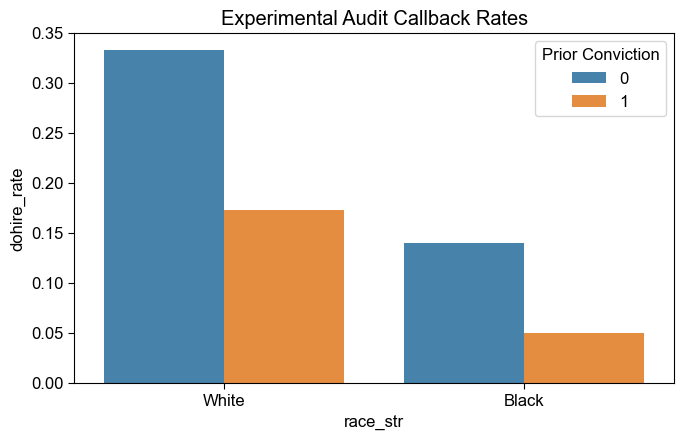 Experimental Audit Callback Rates
Prior Conviction
0
1
dohire_rate
0.35
0.30
0.25
0.20
0.15
0.10
0.05
0.00
White
Black
race_str